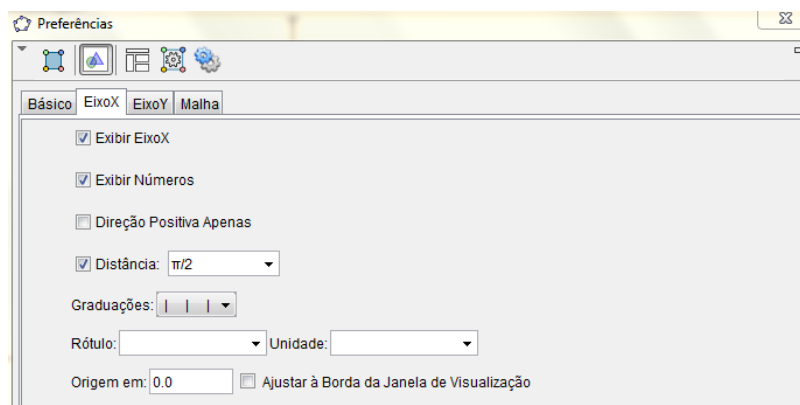 Preferências
Básico EixoX EixoY Malha
Exibir EixoX
Exibir Números
Direção Positiva Apenas
Distância: π/2
Graduações: | | |
Rótulo: Unidade:
Origem em: 0.0 Ajustar à Borda da Janela de Visualização